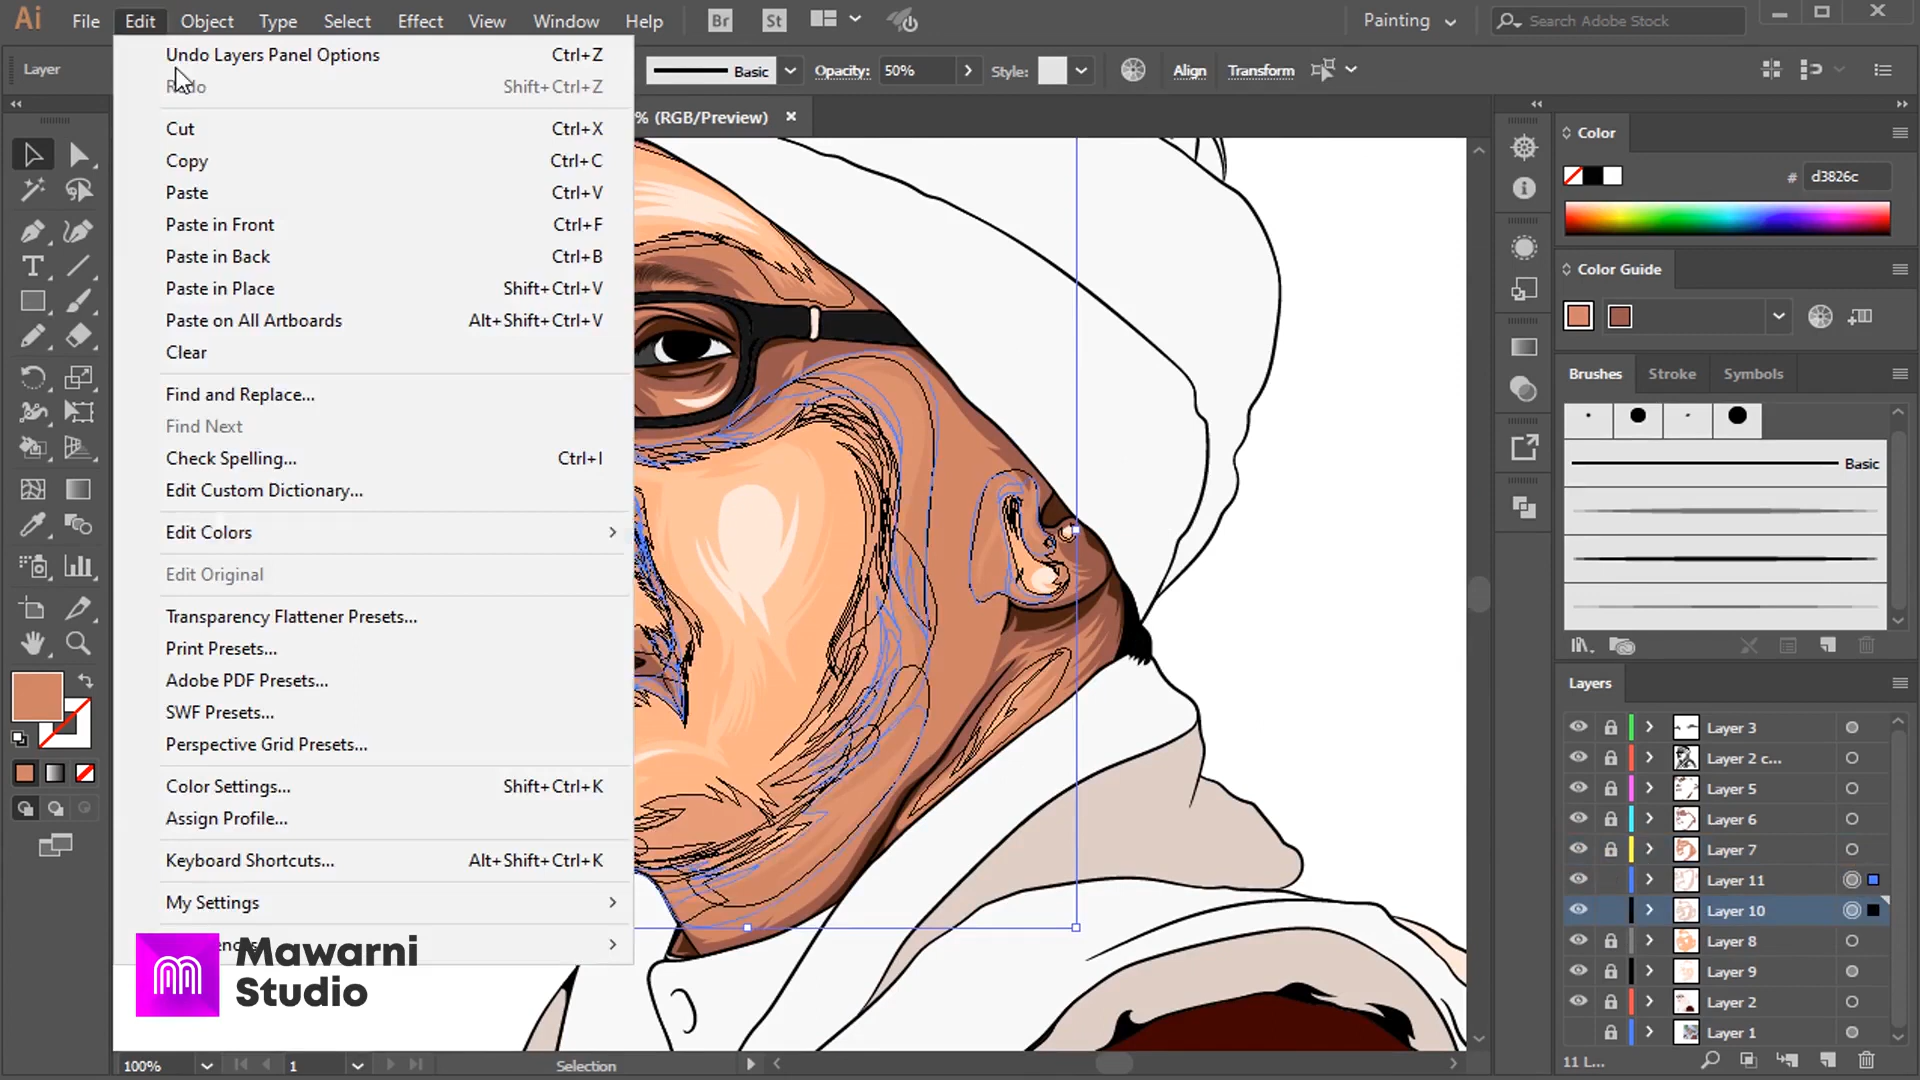 Ai File Edit Object Type Select Effect View Window Help Br St Painting Search Adobe Stock
Layer
Basic Opacity: 50% Style: Align Transform
% (RGB/Preview) ×
Undo Layers Panel Options Ctrl+Z
Shift+Ctrl+Z
Cut Ctrl+X
Copy Ctrl+C
Paste Ctrl+V
Paste in Front Ctrl+F
Paste in Back Ctrl+B
Paste in Place Shift+Ctrl+V
Paste on All Artboards Alt+Shift+Ctrl+V
Clear
Find and Replace...
Find Next
Check Spelling... Ctrl+I
Edit Custom Dictionary...
Edit Colors
Edit Original
Transparency Flattener Presets...
Print Presets...
Adobe PDF Presets...
SWF Presets...
Perspective Grid Presets...
Color Settings... Shift+Ctrl+K
Assign Profile...
Keyboard Shortcuts... Alt+Shift+Ctrl+K
My Settings
Mawarni
Studio
Color
# d3826c
Color Guide
Brushes Stroke Symbols
Basic
Layers
Layer 3
Layer 2 c...
Layer 5
Layer 6
Layer 7
Layer 11
Layer 10
Layer 8
Layer 9
Layer 2
Layer 1
11 L...
100% 1 Selection